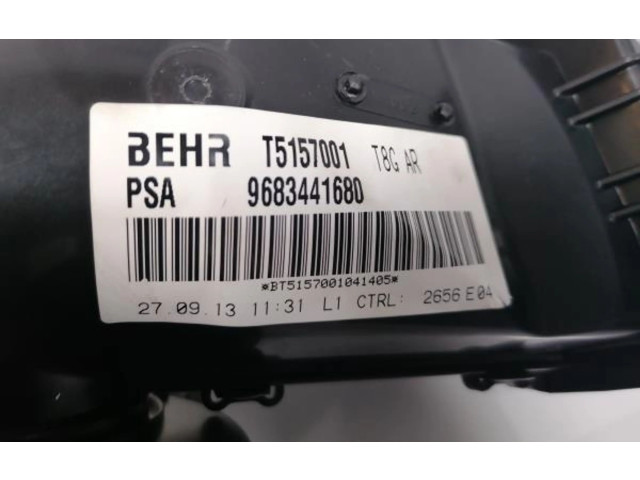 BEHR T5157001 T8G AR
PSA 9683441680
*BT5157001041405*
27.09.13 11:31 L1 CTRL: 2656 E04